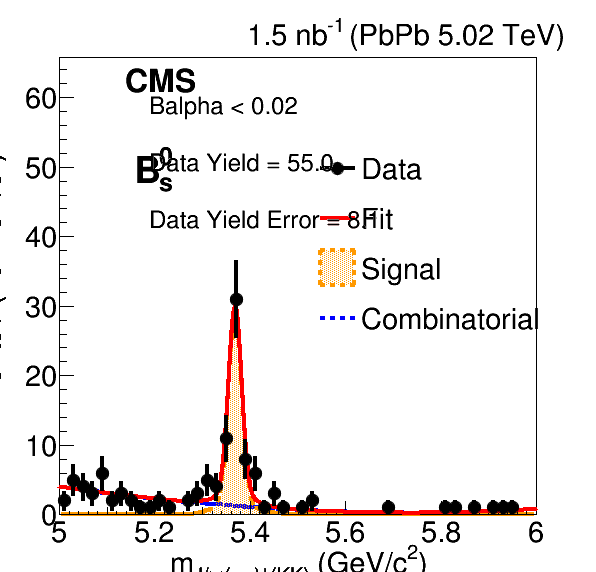 1.5 nb-1 (PbPb 5.02 TeV)
CMS
Balpha < 0.02
B0s
Data Yield = 55.0
Data Yield Error = 8.
Data
Fit
Signal
Combinatorial
60
50
40
30
20
10
0
5 5.2 5.4 5.6 5.8 6
(GeV/c2)